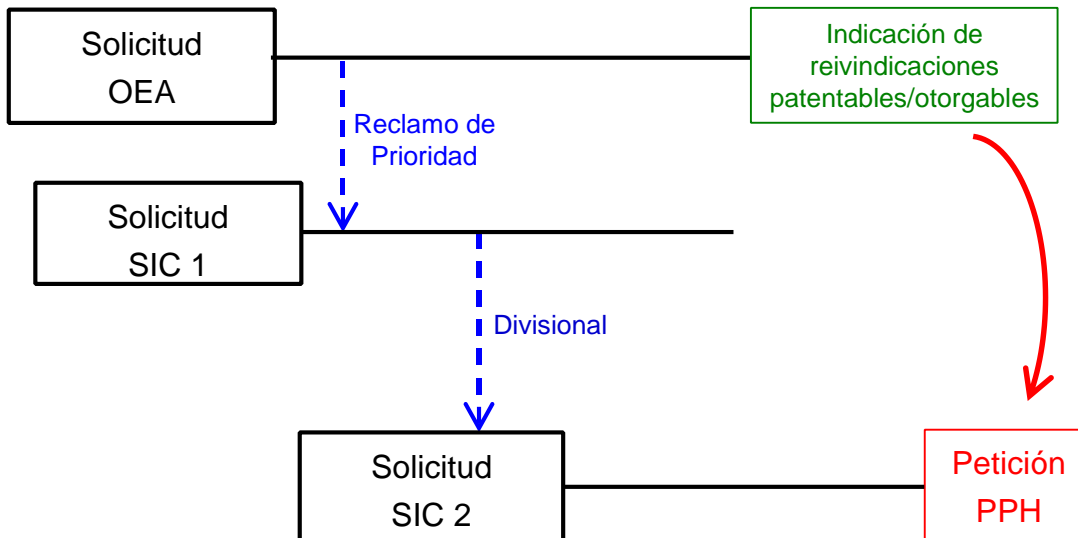 Solicitud
OEA
Indicación de
reivindicaciones
patentables/otorgables
Reclamo de
Prioridad
Solicitud
SIC 1
Divisional
Solicitud
SIC 2
Petición
PPH